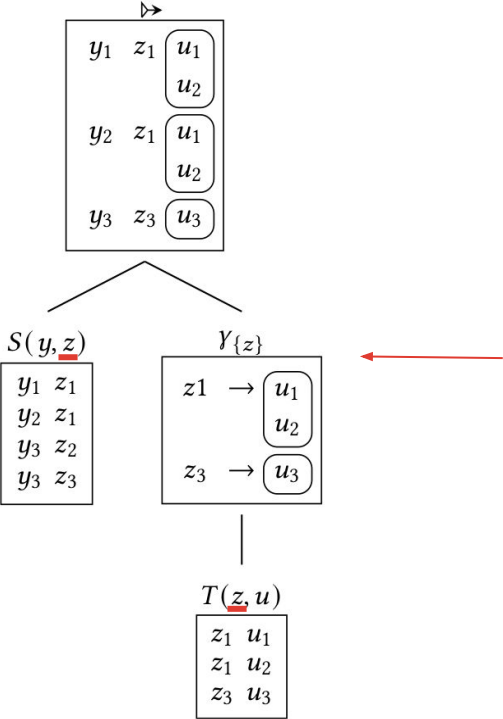 ⤐
y₁ z₁ u₁
u₂
y₂ z₁ u₁
u₂
y₃ z₃ u₃
S(y, z)
y₁ z₁
y₂ z₁
y₃ z₂
y₃ z₃
γ{z}
z1 → u₁
u₂
z₃ → u₃
T(z, u)
z₁ u₁
z₁ u₂
z₃ u₃